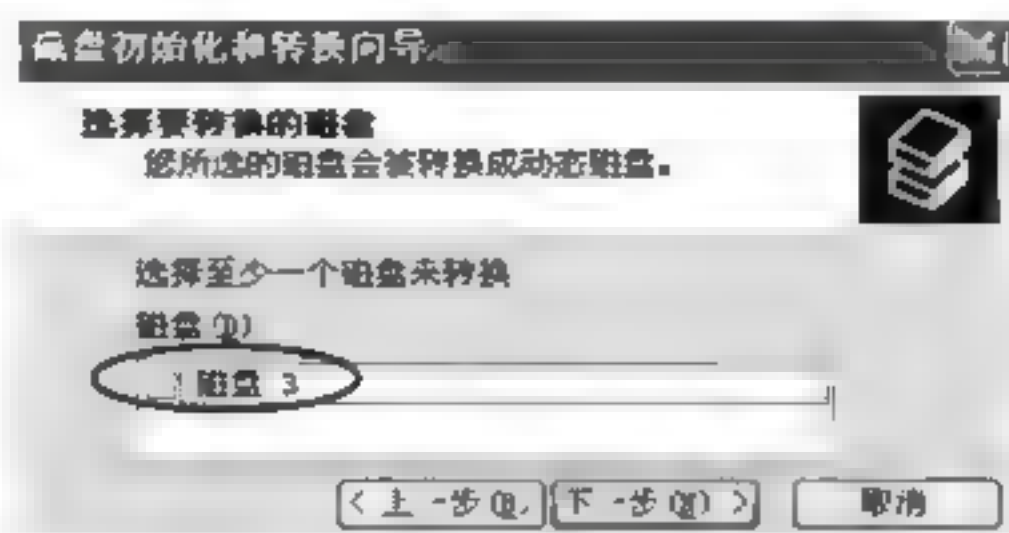 磁盘初始化和转换向导
选择要转换的磁盘
您所选的磁盘会被转换成动态磁盘。
选择至少一个磁盘来转换
磁盘(D)
磁盘 3
< 上一步(B) 下一步(N) > 取消